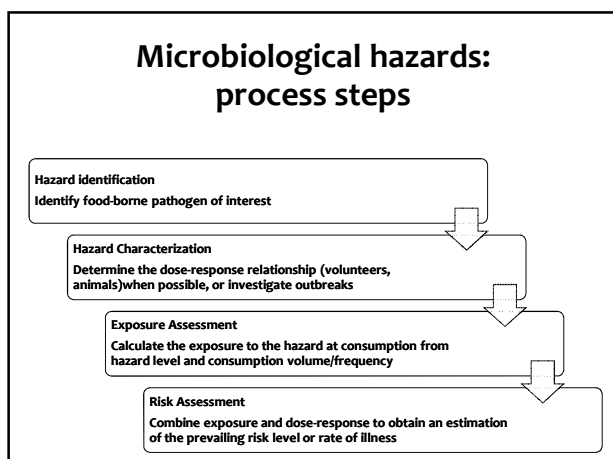 Microbiological hazards:
process steps
Hazard identification
Identify food-borne pathogen of interest
Hazard Characterization
Determine the dose-response relationship (volunteers,
animals)when possible, or investigate outbreaks
Exposure Assessment
Calculate the exposure to the hazard at consumption from
hazard level and consumption volume/frequency
Risk Assessment
Combine exposure and dose-response to obtain an estimation
of the prevailing risk level or rate of illness